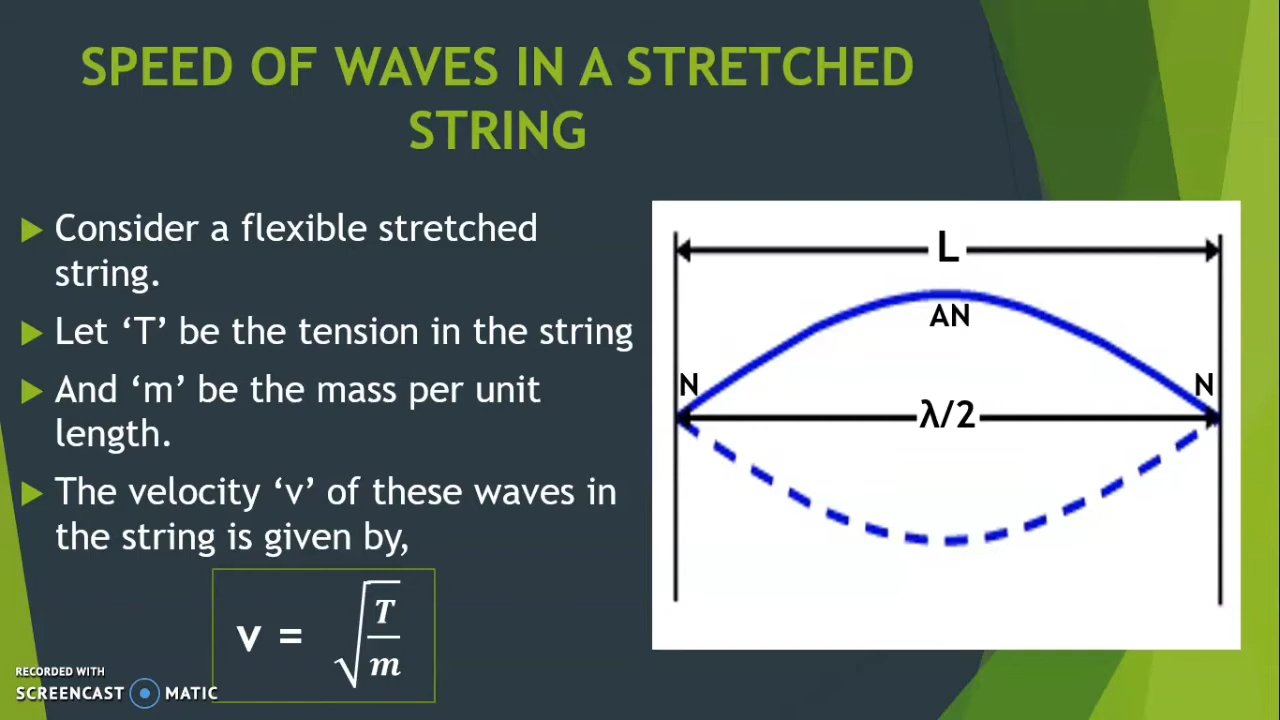 SPEED OF WAVES IN A STRETCHED
STRING
Consider a flexible stretched
string.
Let ‘T’ be the tension in the string
And ‘m’ be the mass per unit
length.
The velocity ‘v’ of these waves in
the string is given by,
v = √T/m
L
AN
N
N
λ/2
RECORDED WITH
SCREENCAST MATIC